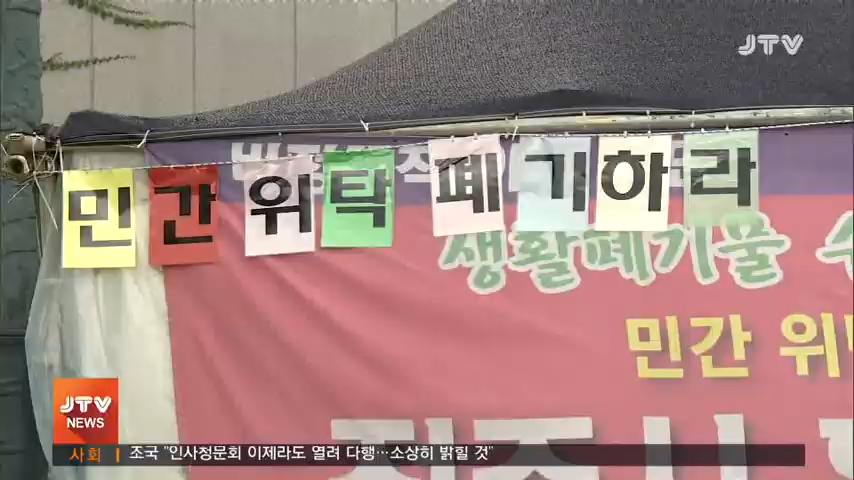 JTV
민간위탁 폐기하라
생활폐기물
민간 위
JTV
NEWS
사회 조국 "인사청문회 이제라도 열려 다행…소상히 밝힐 것"